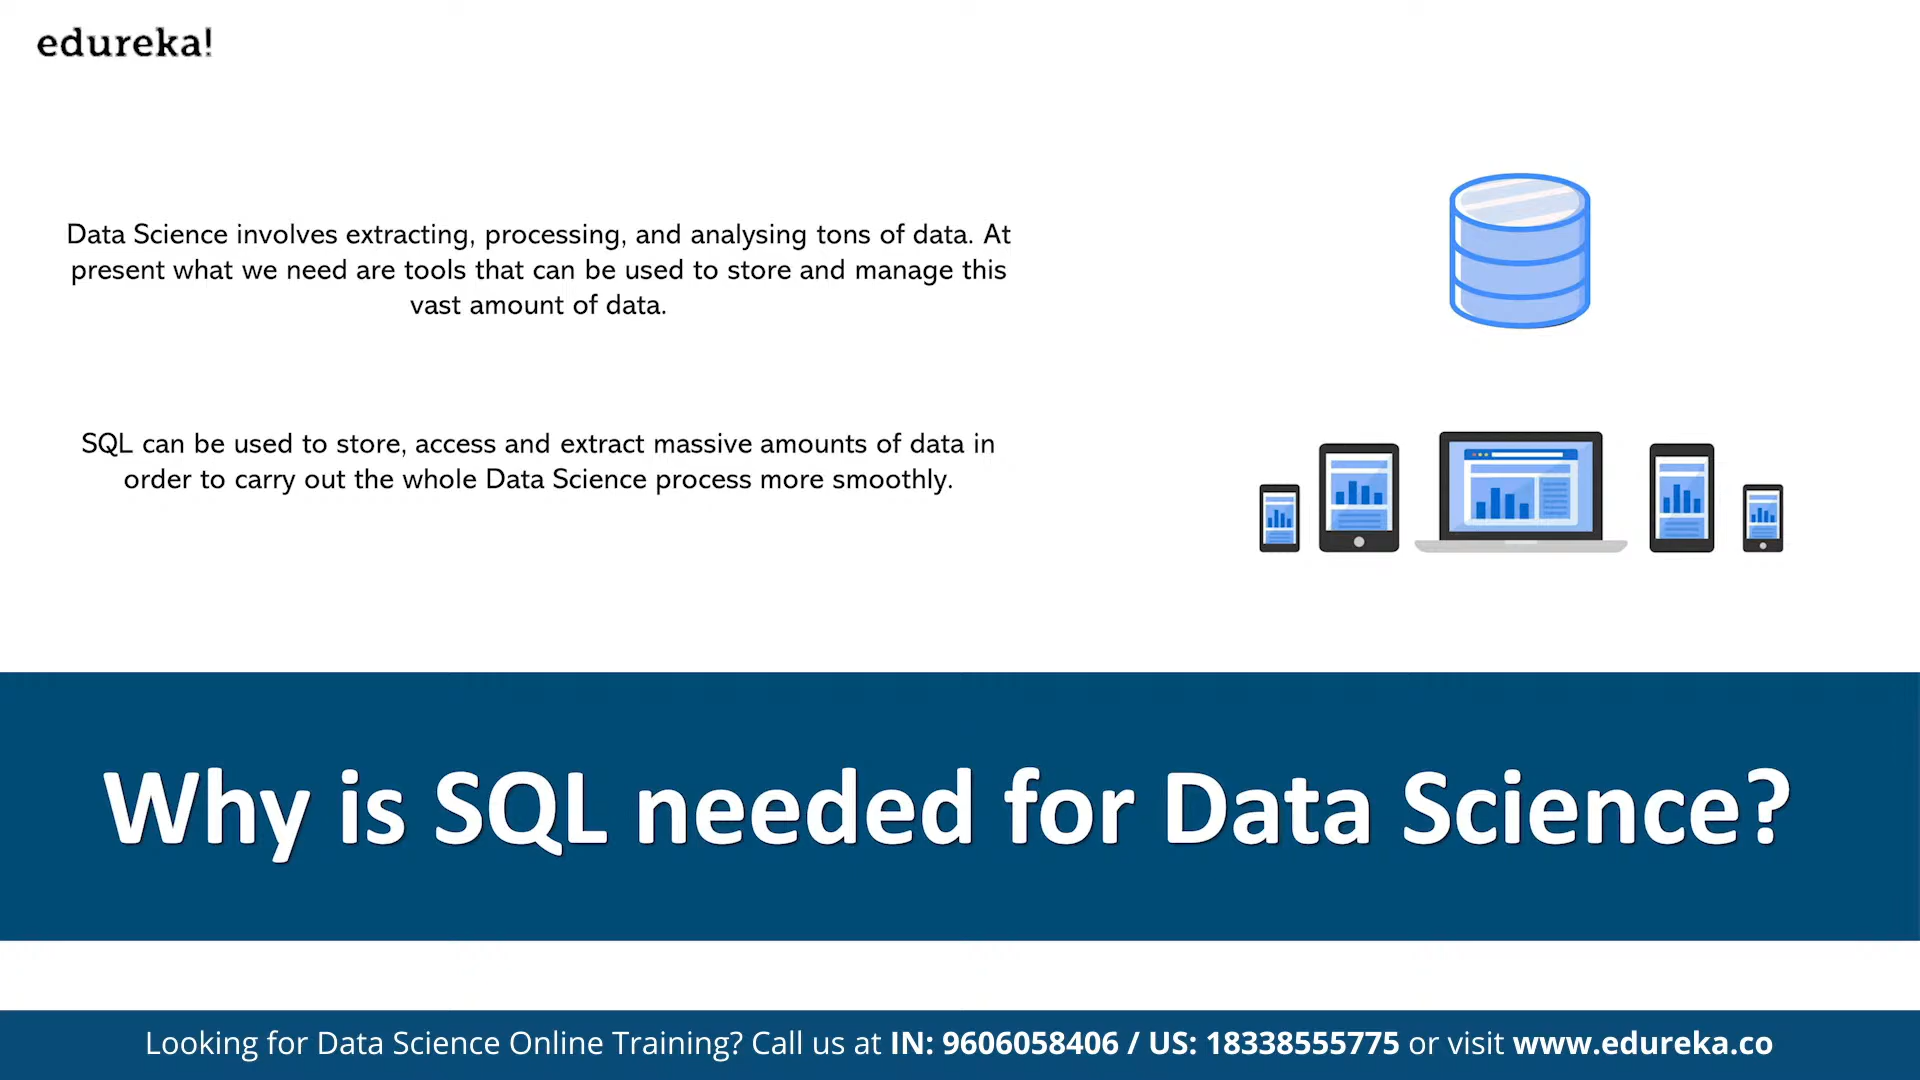 edureka!
Data Science involves extracting, processing, and analysing tons of data. At
present what we need are tools that can be used to store and manage this
vast amount of data.
SQL can be used to store, access and extract massive amounts of data in
order to carry out the whole Data Science process more smoothly.
Why is SQL needed for Data Science?
Looking for Data Science Online Training? Call us at IN: 9606058406 / US: 18338555775 or visit www.edureka.co